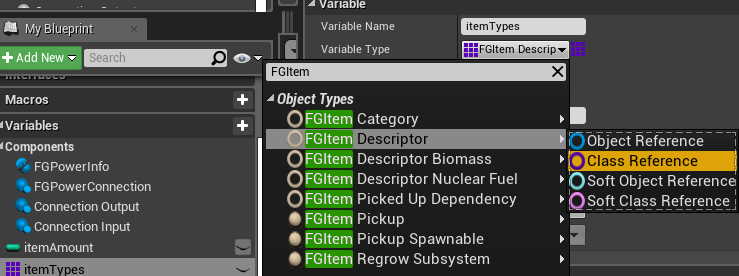 Variable
Variable Name itemTypes
Variable Type FGItem Descrip
My Blueprint
Add New Search
FGItem
Macros
Variables
Components
FGPowerInfo
FGPowerConnection
Connection Output
Connection Input
itemAmount
itemTypes
Object Types
FGItem Category
FGItem Descriptor
FGItem Descriptor Biomass
FGItem Descriptor Nuclear Fuel
FGItem Picked Up Dependency
FGItem Pickup
FGItem Pickup Spawnable
FGItem Regrow Subsystem
Object Reference
Class Reference
Soft Object Reference
Soft Class Reference